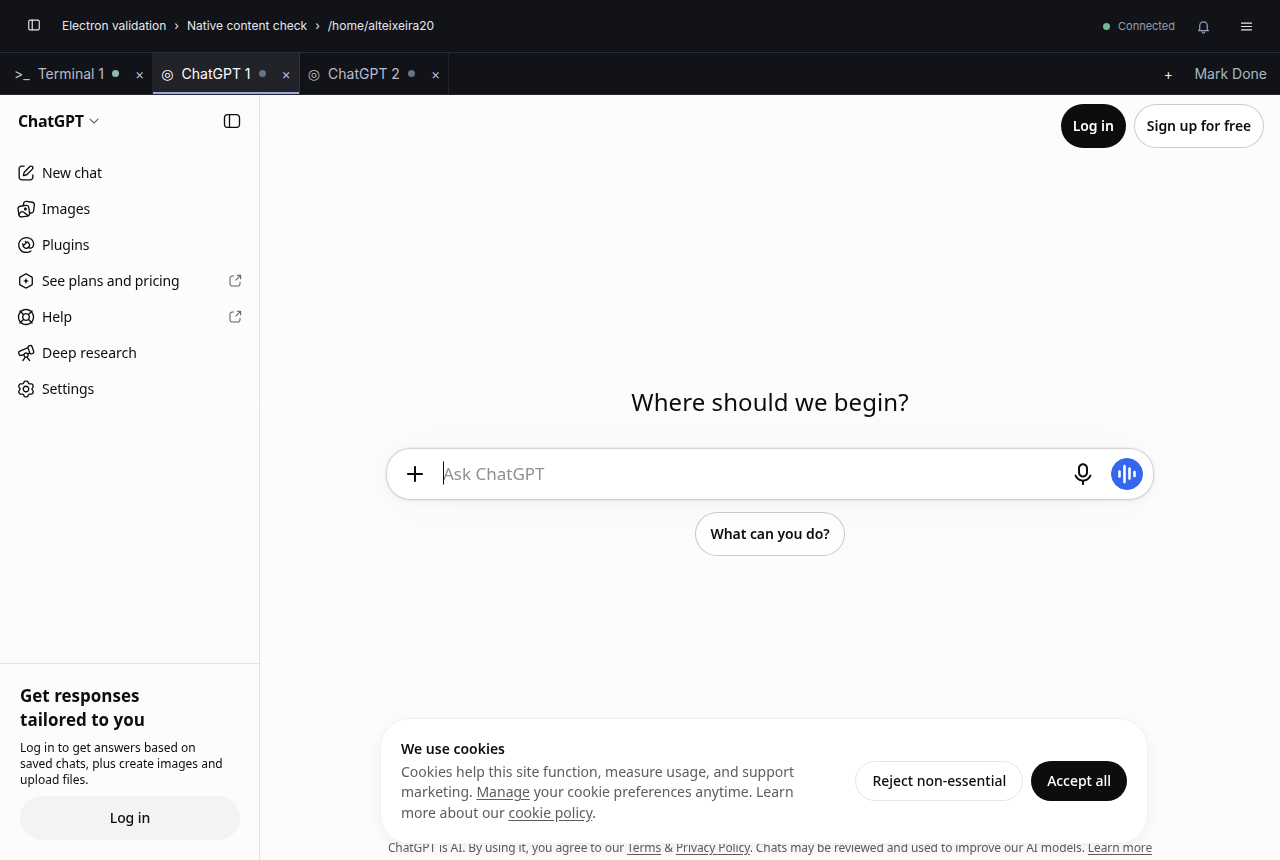 Electron validation › Native content check › /home/alteixeira20
Connected
>_ Terminal 1 ×
ChatGPT 1 ×
ChatGPT 2 ×
+ Mark Done
ChatGPT
New chat
Images
Plugins
See plans and pricing
Help
Deep research
Settings
Get responses
tailored to you
Log in to get answers based on
saved chats, plus create images and
upload files.
Log in
Log in
Sign up for free
Where should we begin?
Ask ChatGPT
What can you do?
We use cookies
Cookies help this site function, measure usage, and support
marketing. Manage your cookie preferences anytime. Learn
more about our cookie policy.
Reject non-essential
Accept all
ChatGPT is AI. By using it, you agree to our Terms & Privacy Policy. Chats may be reviewed and used to improve our AI models. Learn more